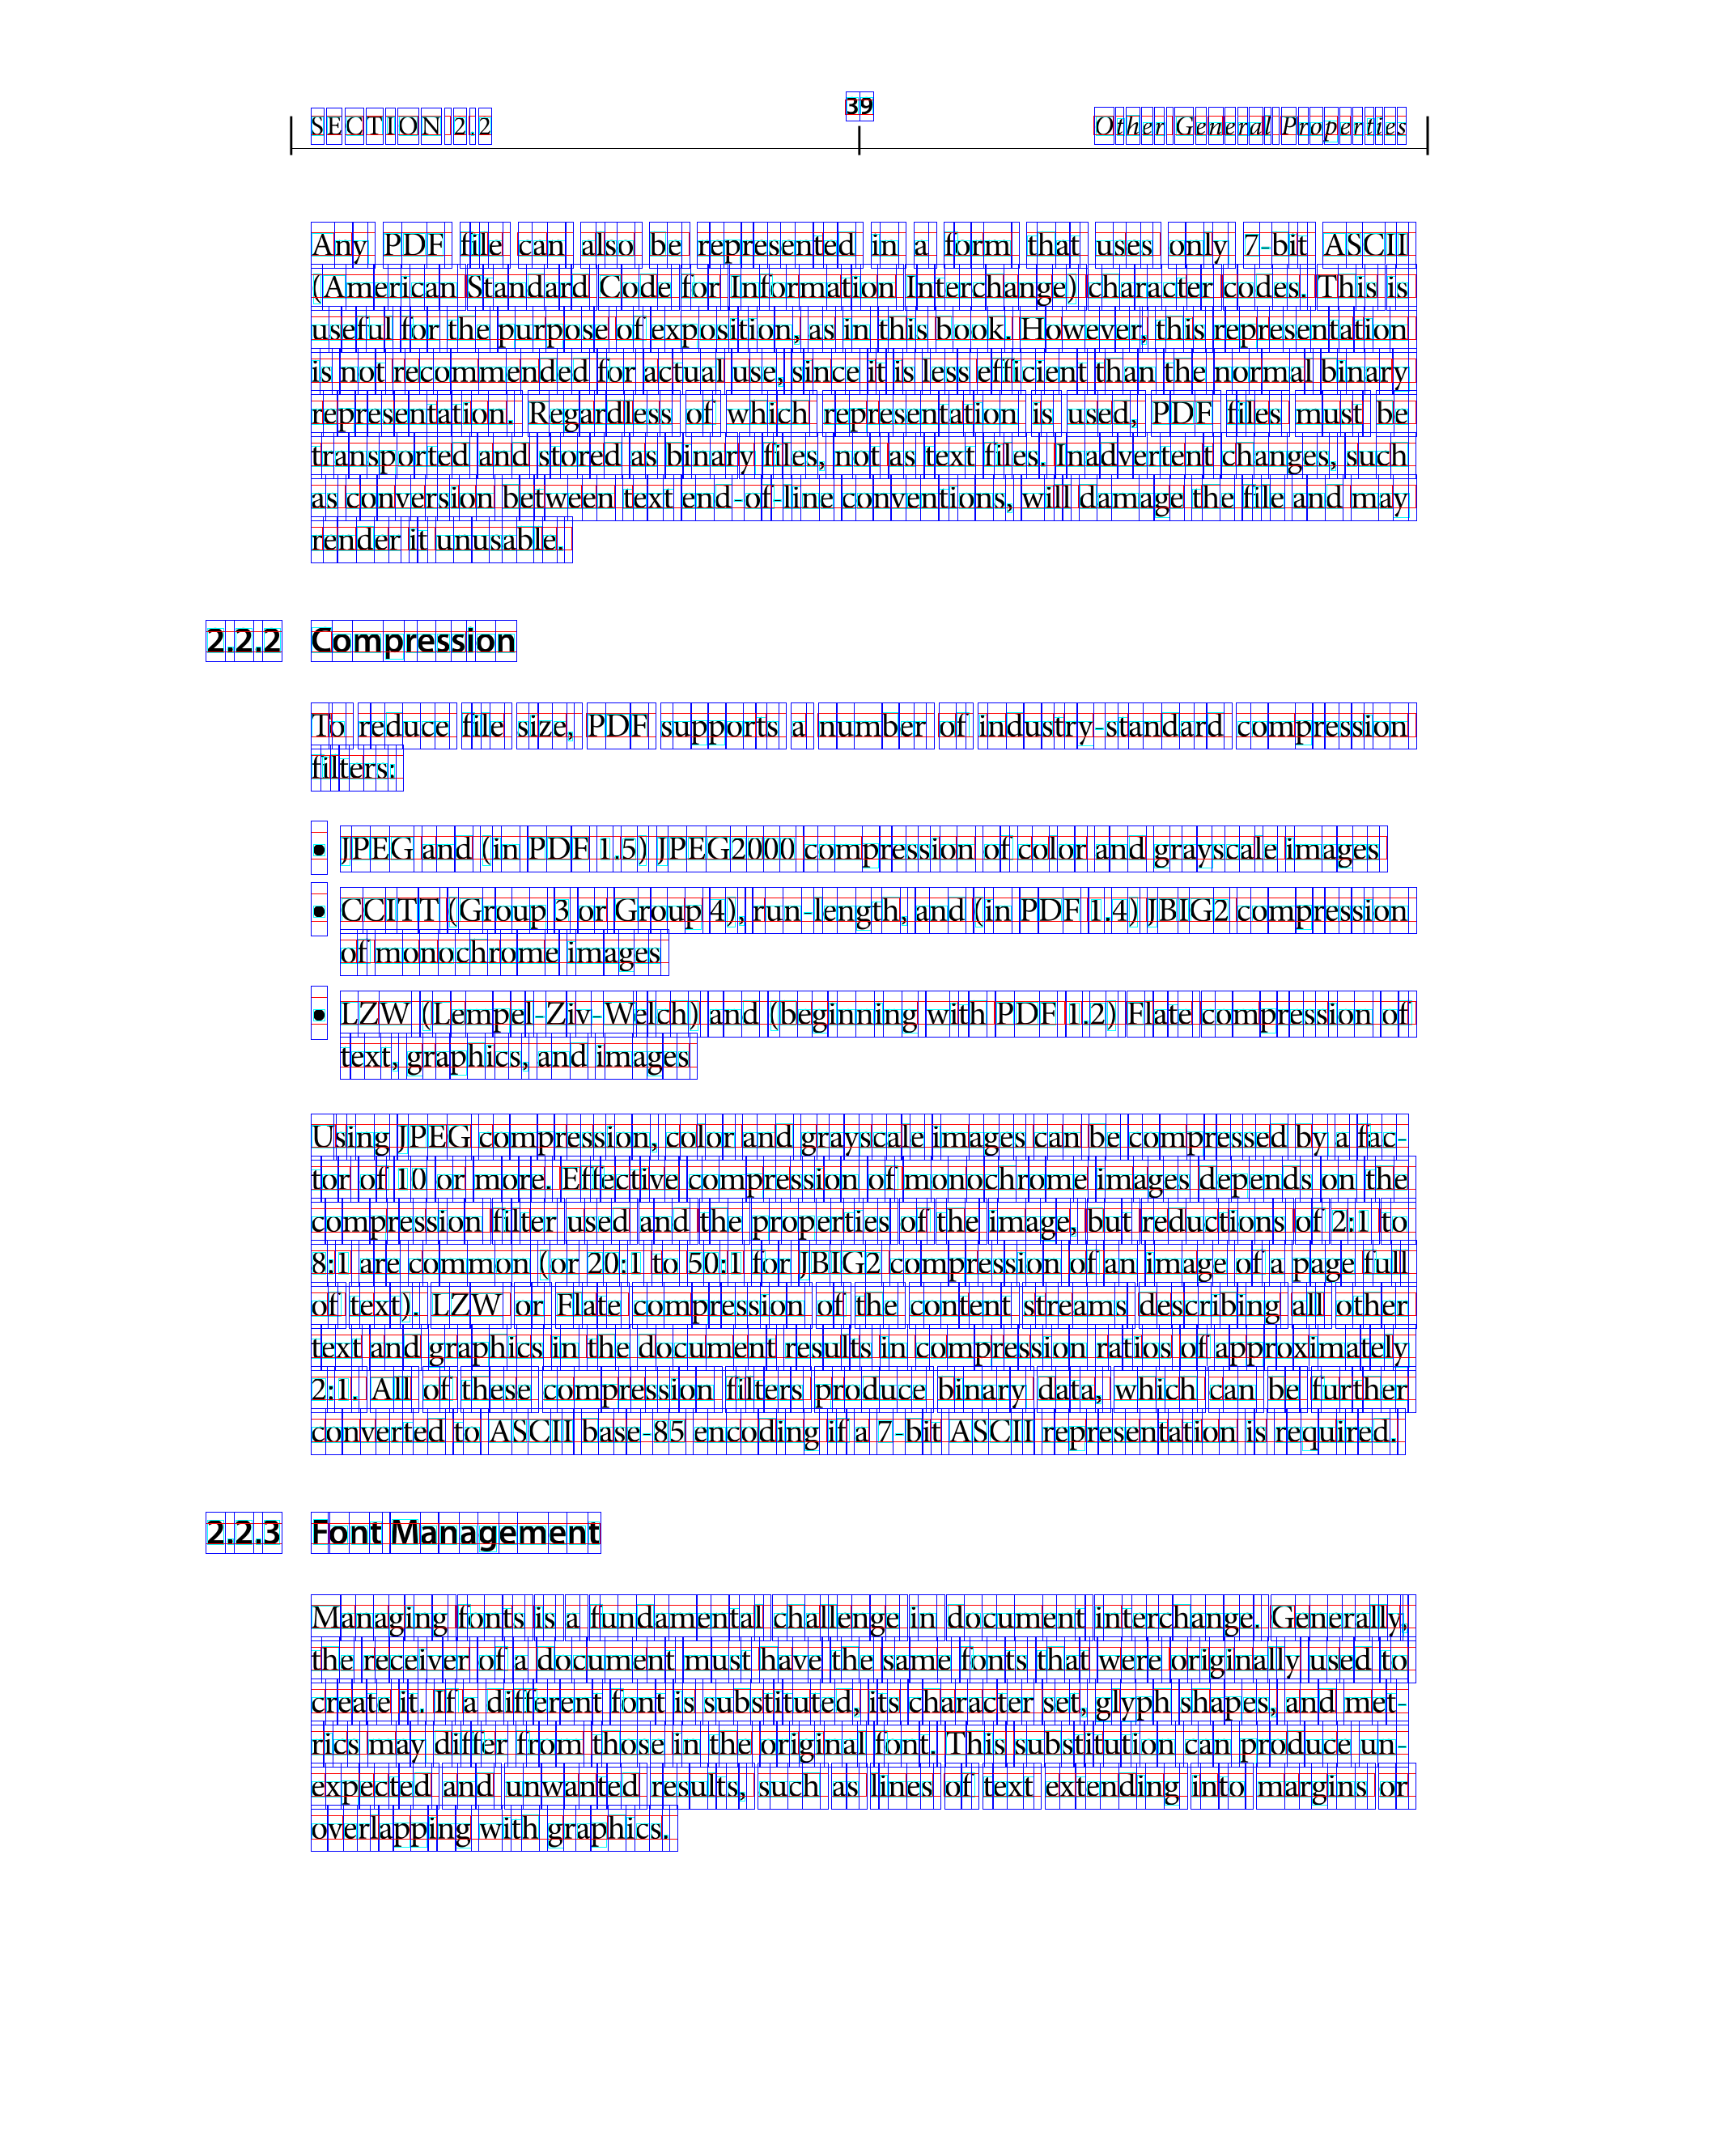 SECTION 2.2
39
Other General Properties
Any PDF file can also be represented in a form that uses only 7-bit ASCII
(American Standard Code for Information Interchange) character codes. This is
useful for the purpose of exposition, as in this book. However, this representation
is not recommended for actual use, since it is less efficient than the normal binary
representation. Regardless of which representation is used, PDF files must be
transported and stored as binary files, not as text files. Inadvertent changes, such
as conversion between text end-of-line conventions, will damage the file and may
render it unusable.
2.2.2 Compression
To reduce file size, PDF supports a number of industry-standard compression
filters:
• JPEG and (in PDF 1.5) JPEG2000 compression of color and grayscale images
• CCITT (Group 3 or Group 4), run-length, and (in PDF 1.4) JBIG2 compression
of monochrome images
• LZW (Lempel-Ziv-Welch) and (beginning with PDF 1.2) Flate compression of
text, graphics, and images
Using JPEG compression, color and grayscale images can be compressed by a fac-
tor of 10 or more. Effective compression of monochrome images depends on the
compression filter used and the properties of the image, but reductions of 2:1 to
8:1 are common (or 20:1 to 50:1 for JBIG2 compression of an image of a page full
of text). LZW or Flate compression of the content streams describing all other
text and graphics in the document results in compression ratios of approximately
2:1. All of these compression filters produce binary data, which can be further
converted to ASCII base-85 encoding if a 7-bit ASCII representation is required.
2.2.3 Font Management
Managing fonts is a fundamental challenge in document interchange. Generally,
the receiver of a document must have the same fonts that were originally used to
create it. If a different font is substituted, its character set, glyph shapes, and met-
rics may differ from those in the original font. This substitution can produce un-
expected and unwanted results, such as lines of text extending into margins or
overlapping with graphics.